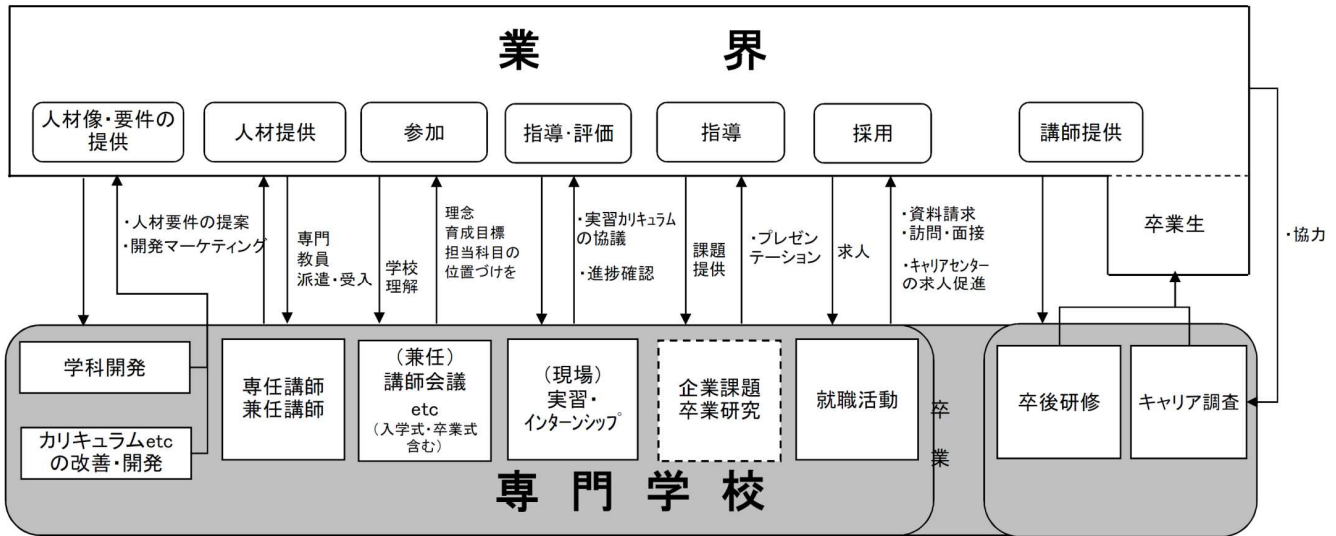 業　界
人材像・要件の
提供
人材提供
参加
指導・評価
指導
採用
講師提供
・人材要件の提案
・開発マーケティング
専門
教員
派遣・受入
学校
理解
理念
育成目標
担当科目の
位置づけを
・実習カリキュラム
の協議
・進捗確認
課題
提供
・プレゼン
テーション
求人
・資料請求
・訪問・面接
・キャリアセンター
の求人促進
卒業生
・協力
学科開発
カリキュラムetc
の改善・開発
専任講師
兼任講師
（兼任）
講師会議
etc
（入学式・卒業式
含む）
（現場）
実習・
インターンシップ
企業課題
卒業研究
就職活動
卒
業
卒後研修
キャリア調査
専門学校